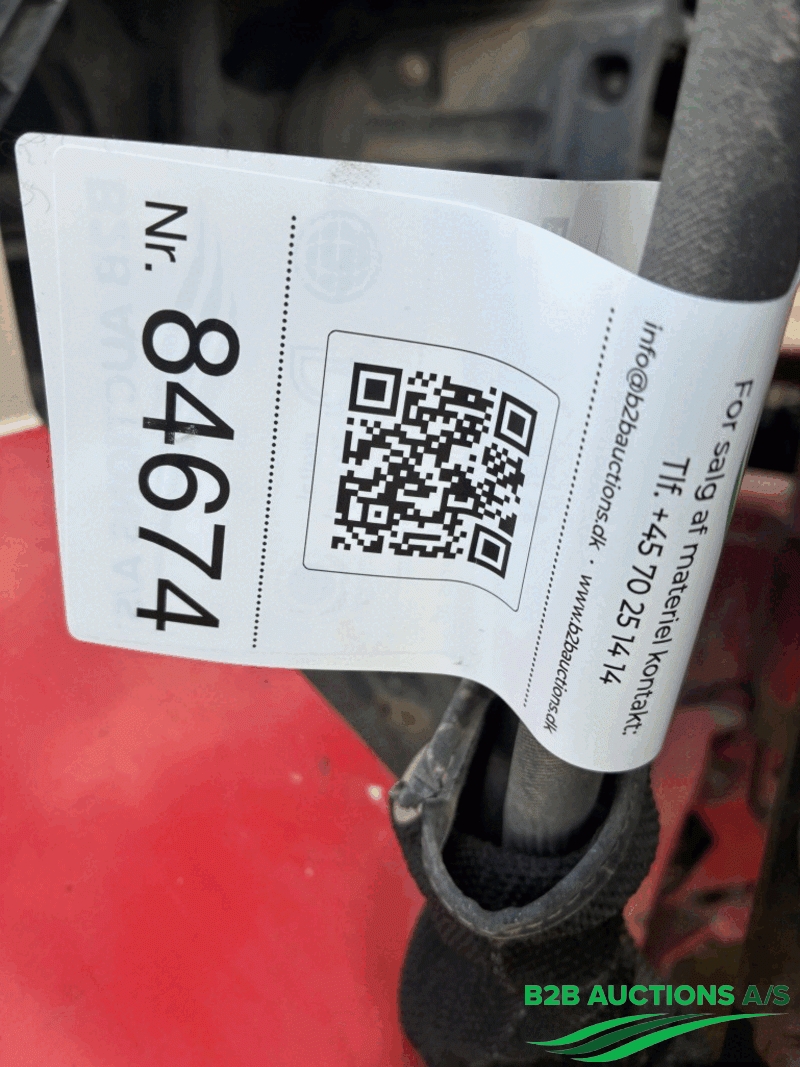 For salg af materiel kontakt:
Tlf. +45 70 25 14 14
info@b2bauctions.dk · www.b2bauctions.dk
Nr. 84674
B2B AUCTIONS A/S